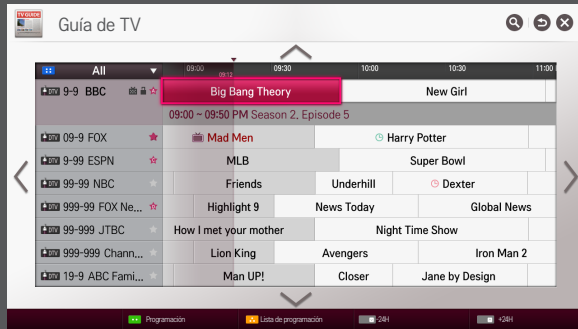 TV GUIDE
Guía de TV
All ▼ 09:00 09:12 09:30 10:00 10:30 11:00
DTV 9-9 BBC Big Bang Theory New Girl
09:00 ~ 09:50 PM Season 2, Episode 5
DTV 09-9 FOX Mad Men Harry Potter
DTV 9-99 ESPN MLB Super Bowl
DTV 99-99 NBC Friends Underhill Dexter
DTV 999-99 FOX Ne... Highlight 9 News Today Global News
DTV 99-999 JTBC How I met your mother Night Time Show
DTV 999-999 Chann... Lion King Avengers Iron Man 2
DTV 19-9 ABC Fami... Man UP! Closer Jane by Design
Programación Lista de programación -24H +24H